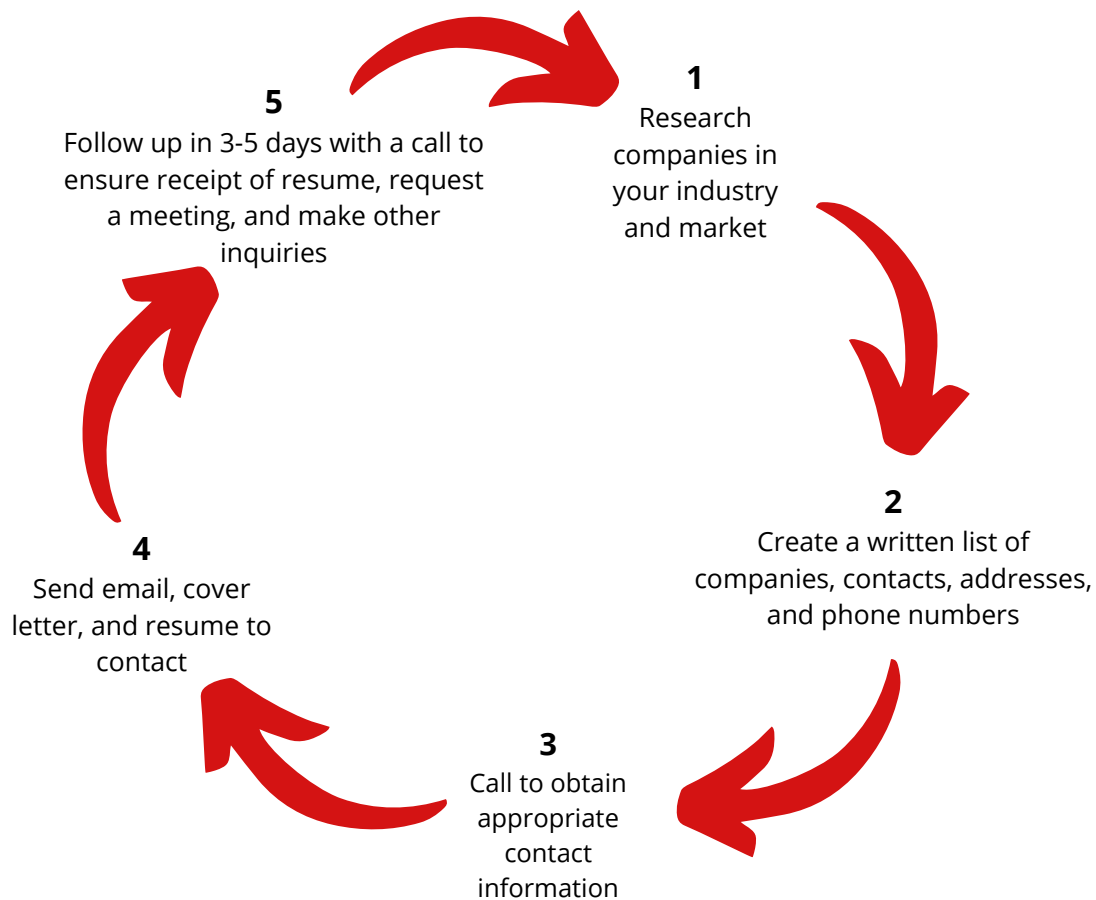 1
Research
companies in
your industry
and market
2
Create a written list of
companies, contacts, addresses,
and phone numbers
3
Call to obtain
appropriate
contact
information
4
Send email, cover
letter, and resume to
contact
5
Follow up in 3-5 days with a call to
ensure receipt of resume, request
a meeting, and make other
inquiries